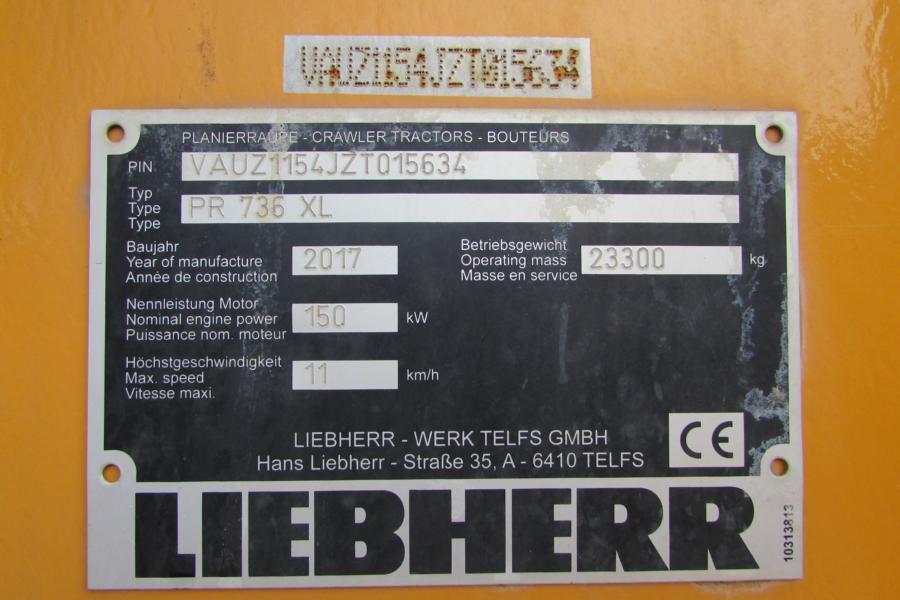 VAUZ1154JZT015634
PLANIERRAUPE - CRAWLER TRACTORS - BOUTEURS
PIN VAUZ1154JZT015634
Typ
Type PR 736 XL
Type
Baujahr
Year of manufacture 2017
Année de construction
Betriebsgewicht
Operating mass 23300 kg
Masse en service
Nennleistung Motor
Nominal engine power 150 kW
Puissance nom. moteur
Höchstgeschwindigkeit
Max. speed 11 km/h
Vitesse maxi.
LIEBHERR - WERK TELFS GMBH
Hans Liebherr - Straße 35, A - 6410 TELFS
CE
LIEBHERR
10313813